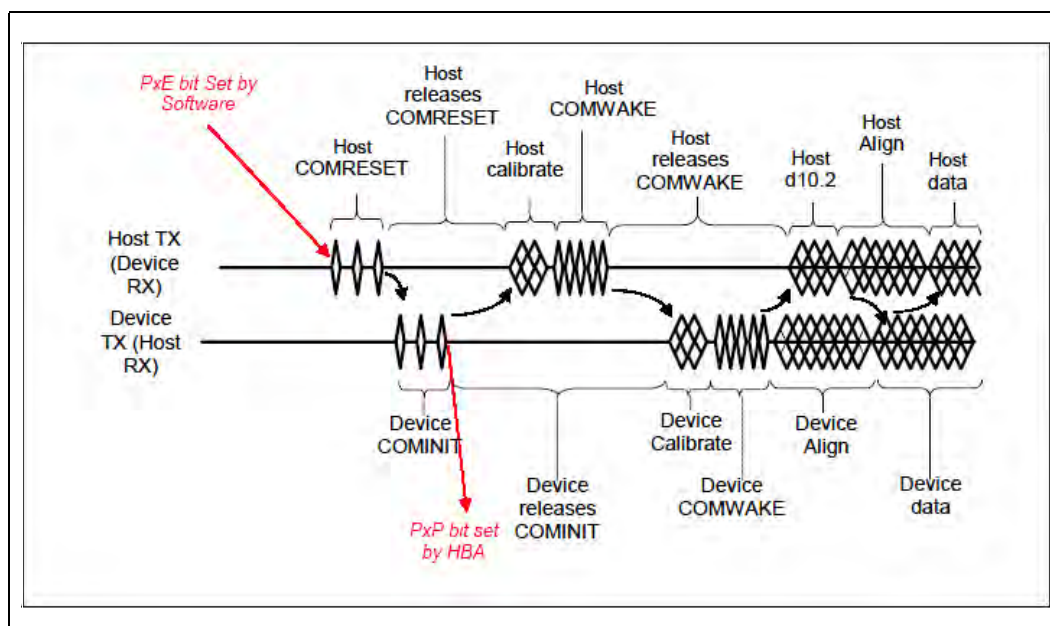 PxE bit Set by
Software
Host
COMRESET
Host
releases
COMRESET
Host
calibrate
Host
COMWAKE
Host
releases
COMWAKE
Host
d10.2
Host
Align
Host
data
Host TX
(Device
RX)
Device
TX (Host
RX)
Device
COMINIT
PxP bit set
by HBA
Device
releases
COMINIT
Device
Calibrate
Device
COMWAKE
Device
Align
Device
data